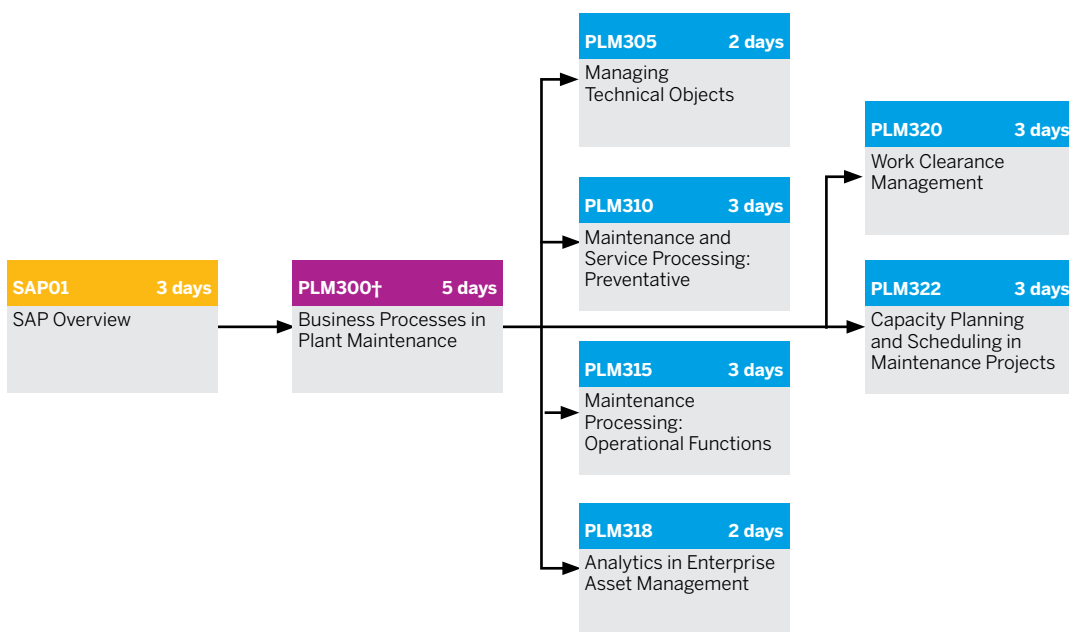 SAP01 3 days
SAP Overview
PLM300† 5 days
Business Processes in
Plant Maintenance
PLM305 2 days
Managing
Technical Objects
PLM310 3 days
Maintenance and
Service Processing:
Preventative
PLM315 3 days
Maintenance
Processing:
Operational Functions
PLM318 2 days
Analytics in Enterprise
Asset Management
PLM320 3 days
Work Clearance
Management
PLM322 3 days
Capacity Planning
and Scheduling in
Maintenance Projects